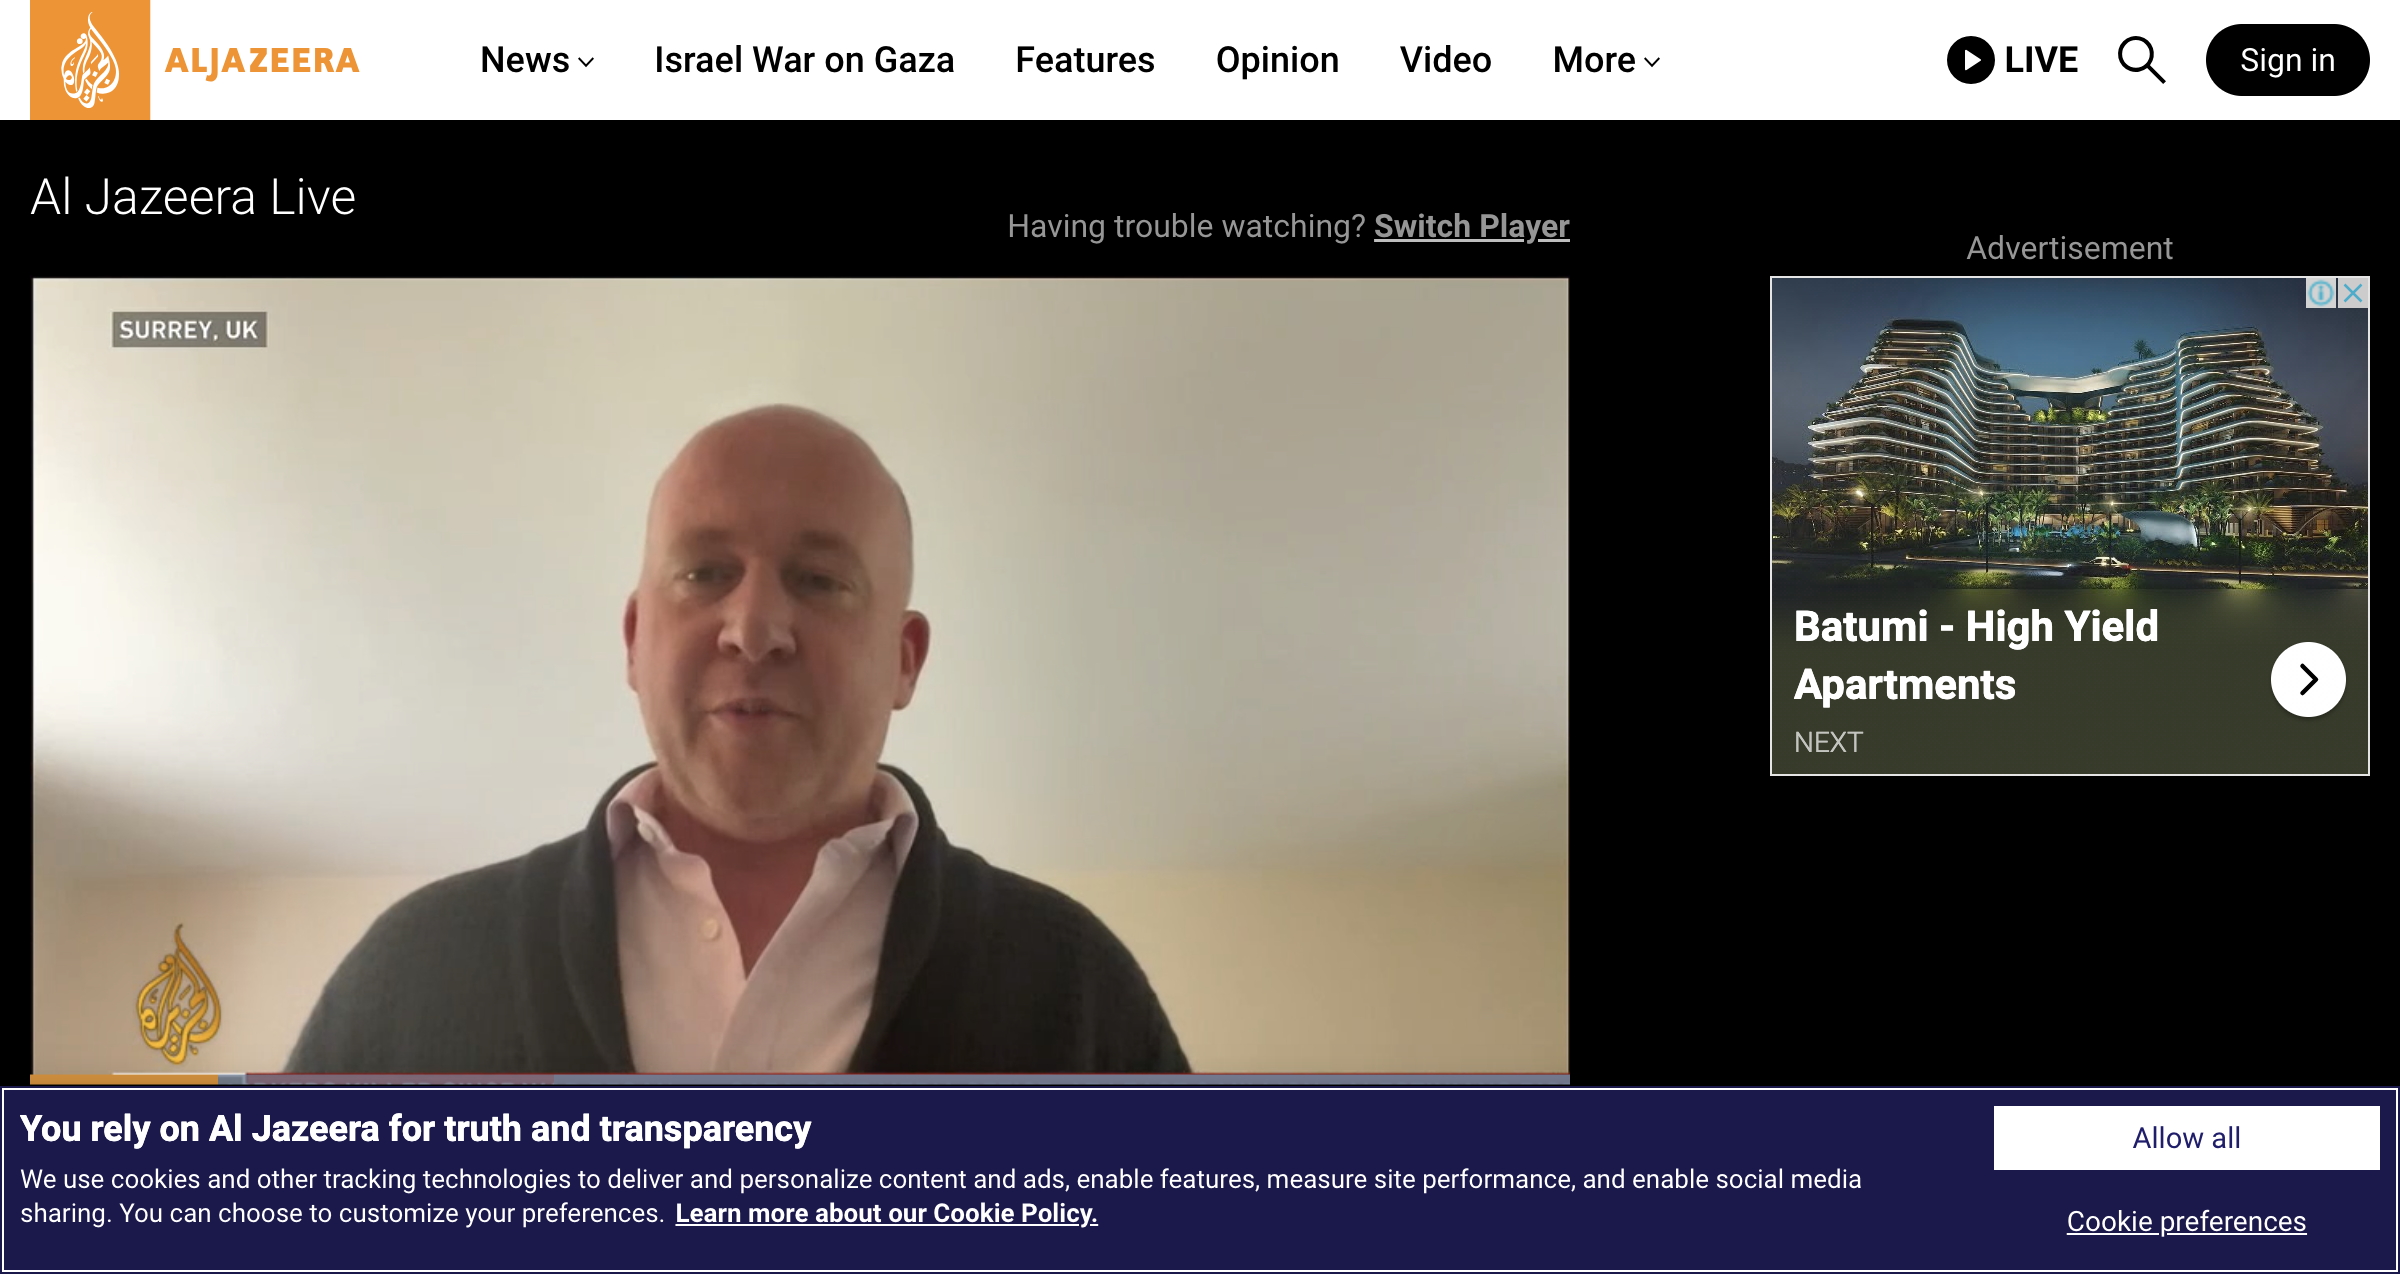 ALJAZEERA
News
Israel War on Gaza
Features
Opinion
Video
More
LIVE
Sign in
Al Jazeera Live
Having trouble watching? Switch Player
Advertisement
SURREY, UK
Batumi - High Yield
Apartments
NEXT
You rely on Al Jazeera for truth and transparency
We use cookies and other tracking technologies to deliver and personalize content and ads, enable features, measure site performance, and enable social media
sharing. You can choose to customize your preferences. Learn more about our Cookie Policy.
Allow all
Cookie preferences